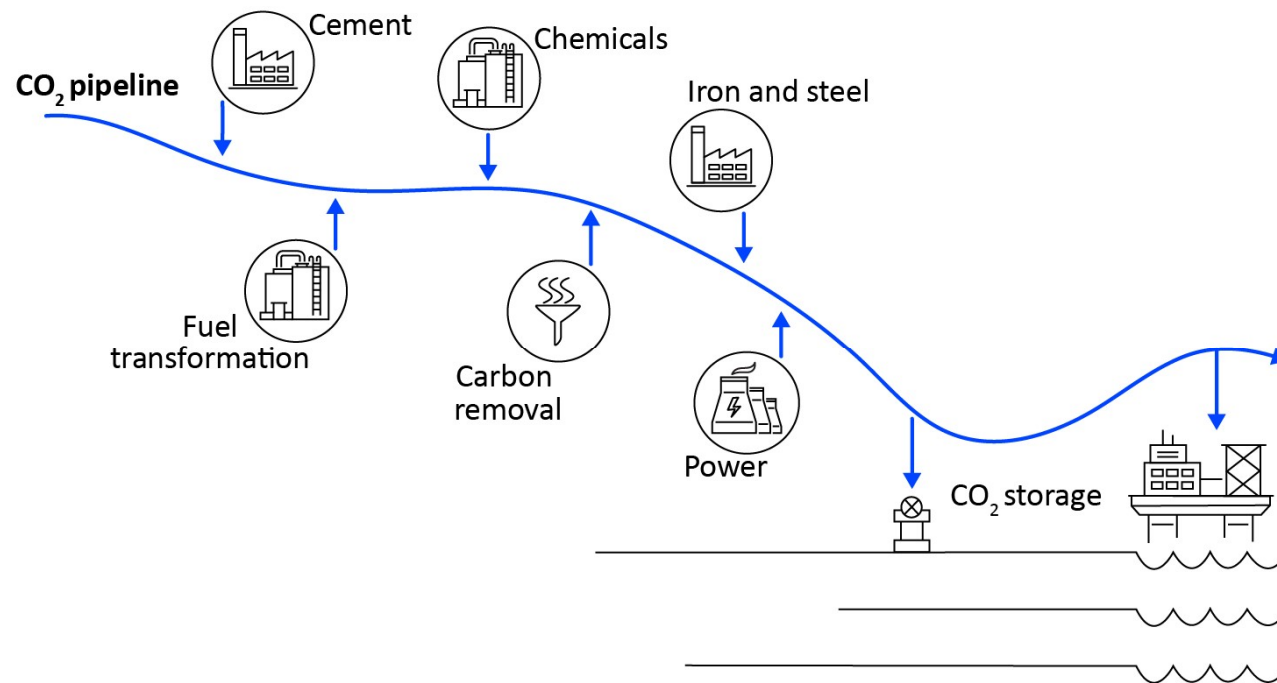 Cement
Chemicals
CO₂ pipeline
Iron and steel
Fuel
transformation
Carbon
removal
Power
CO₂ storage